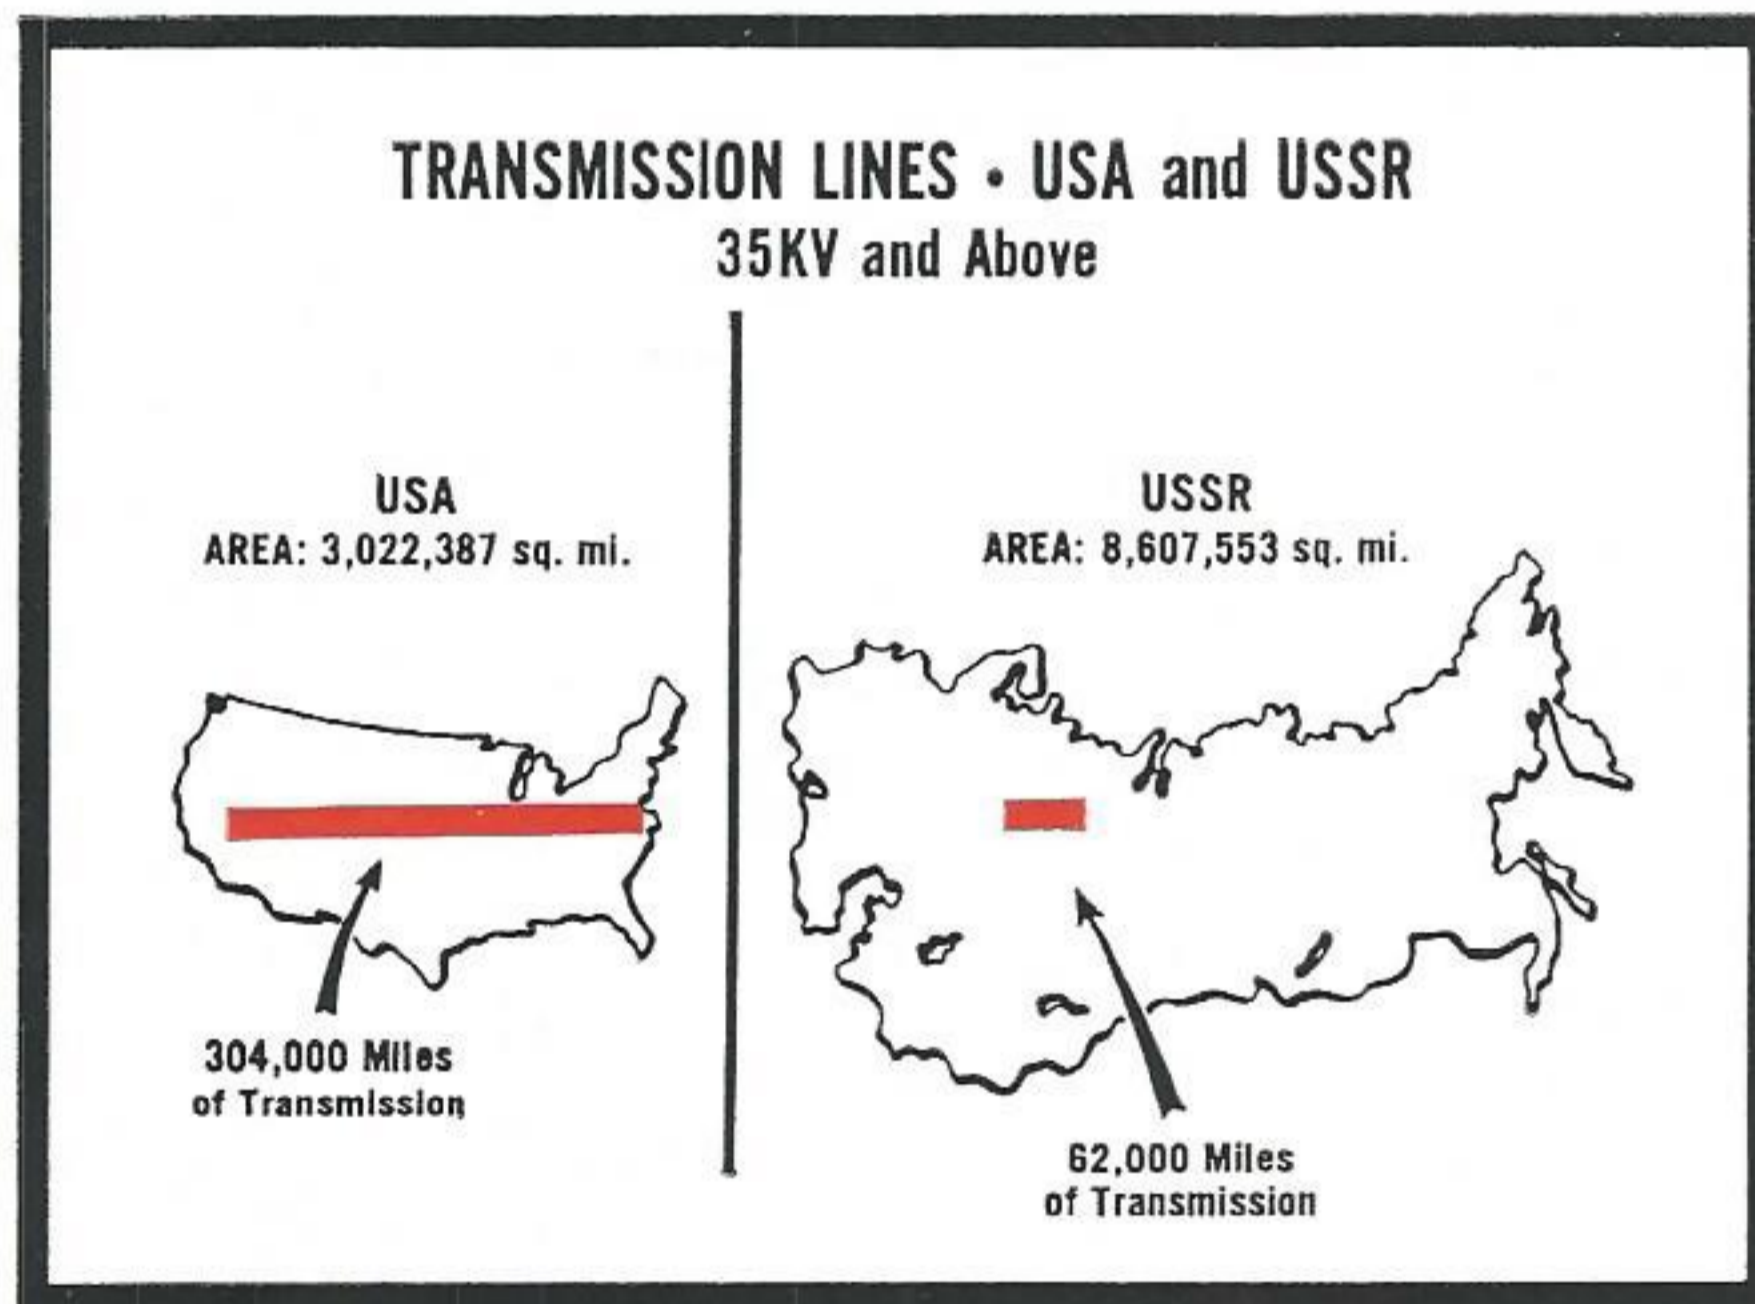 TRANSMISSION LINES • USA and USSR
35KV and Above
USA
AREA: 3,022,387 sq. mi.
304,000 Miles
of Transmission
USSR
AREA: 8,607,553 sq. mi.
62,000 Miles
of Transmission